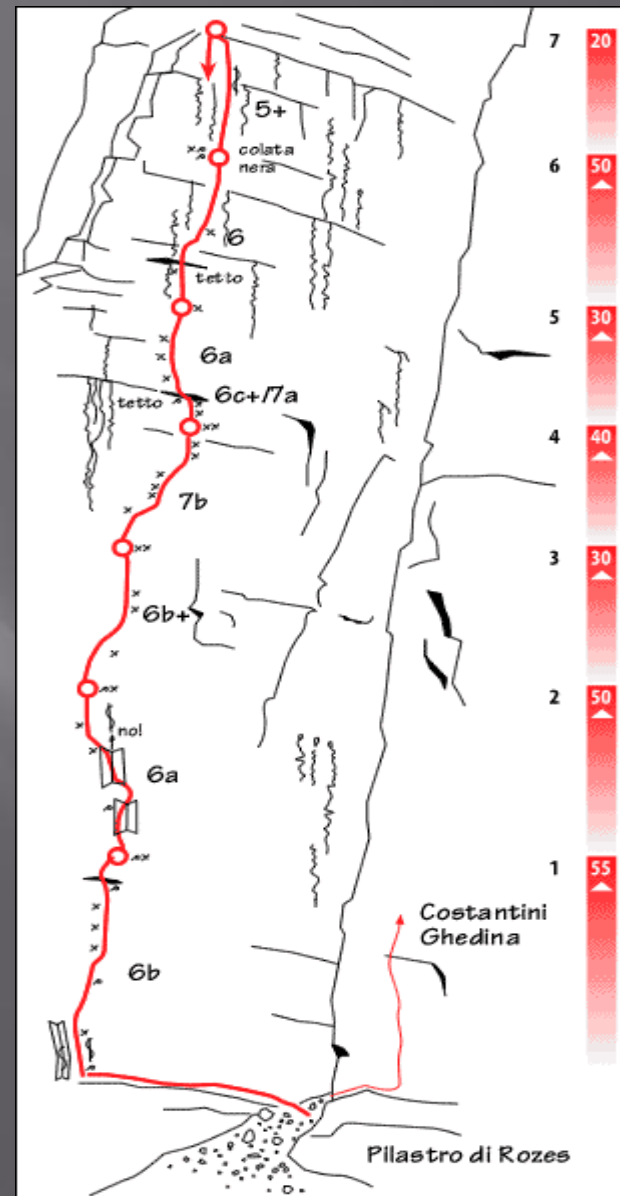 7 20
5+
colata
nera
6 50
6
tetto
5 30
6a
6c+/7a
tetto
4 40
7b
3 30
6b+
2 50
no!
6a
1 55
Costantini
Ghedina
6b
Pilastro di Rozes